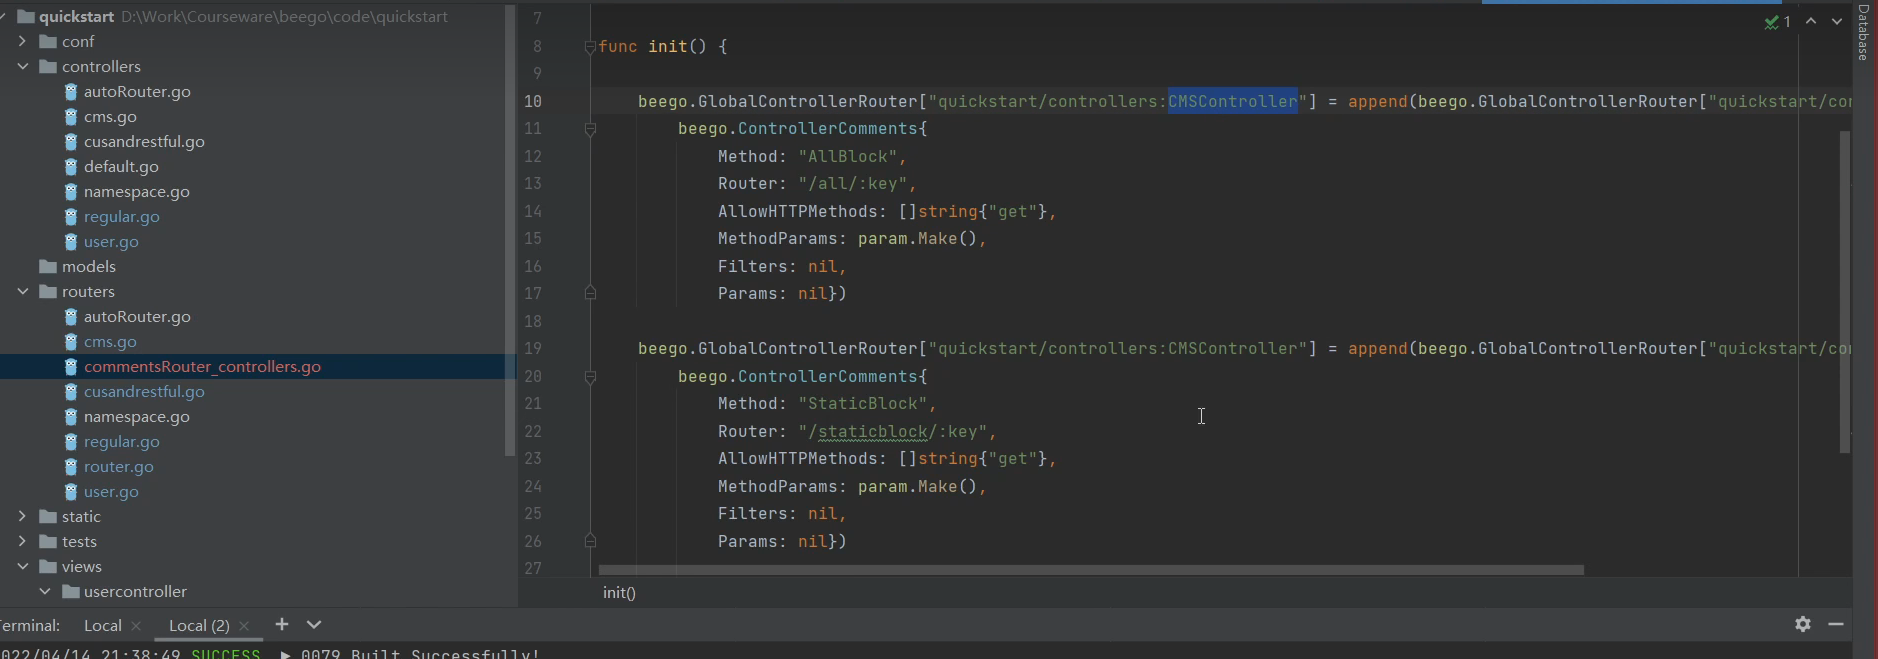 quickstart D:\Work\Courseware\beego\code\quickstart
conf
controllers
autoRouter.go
cms.go
cusandrestful.go
default.go
namespace.go
regular.go
user.go
models
routers
autoRouter.go
cms.go
commentsRouter_controllers.go
cusandrestful.go
namespace.go
regular.go
router.go
user.go
static
tests
views
usercontroller
7
8 func init() {
9
10 beego.GlobalControllerRouter["quickstart/controllers:CMSController"] = append(beego.GlobalControllerRouter["quickstart/co
11 beego.ControllerComments{
12 Method: "AllBlock",
13 Router: "/all/:key",
14 AllowHTTPMethods: []string{"get"},
15 MethodParams: param.Make(),
16 Filters: nil,
17 Params: nil})
18
19 beego.GlobalControllerRouter["quickstart/controllers:CMSController"] = append(beego.GlobalControllerRouter["quickstart/co
20 beego.ControllerComments{
21 Method: "StaticBlock",
22 Router: "/staticblock/:key",
23 AllowHTTPMethods: []string{"get"},
24 MethodParams: param.Make(),
25 Filters: nil,
26 Params: nil})
27
1
Database
init()
erminal: Local Local (2)
022/04/14 21:38:49 SUCCESS ▶ 0079 Built Successfully!